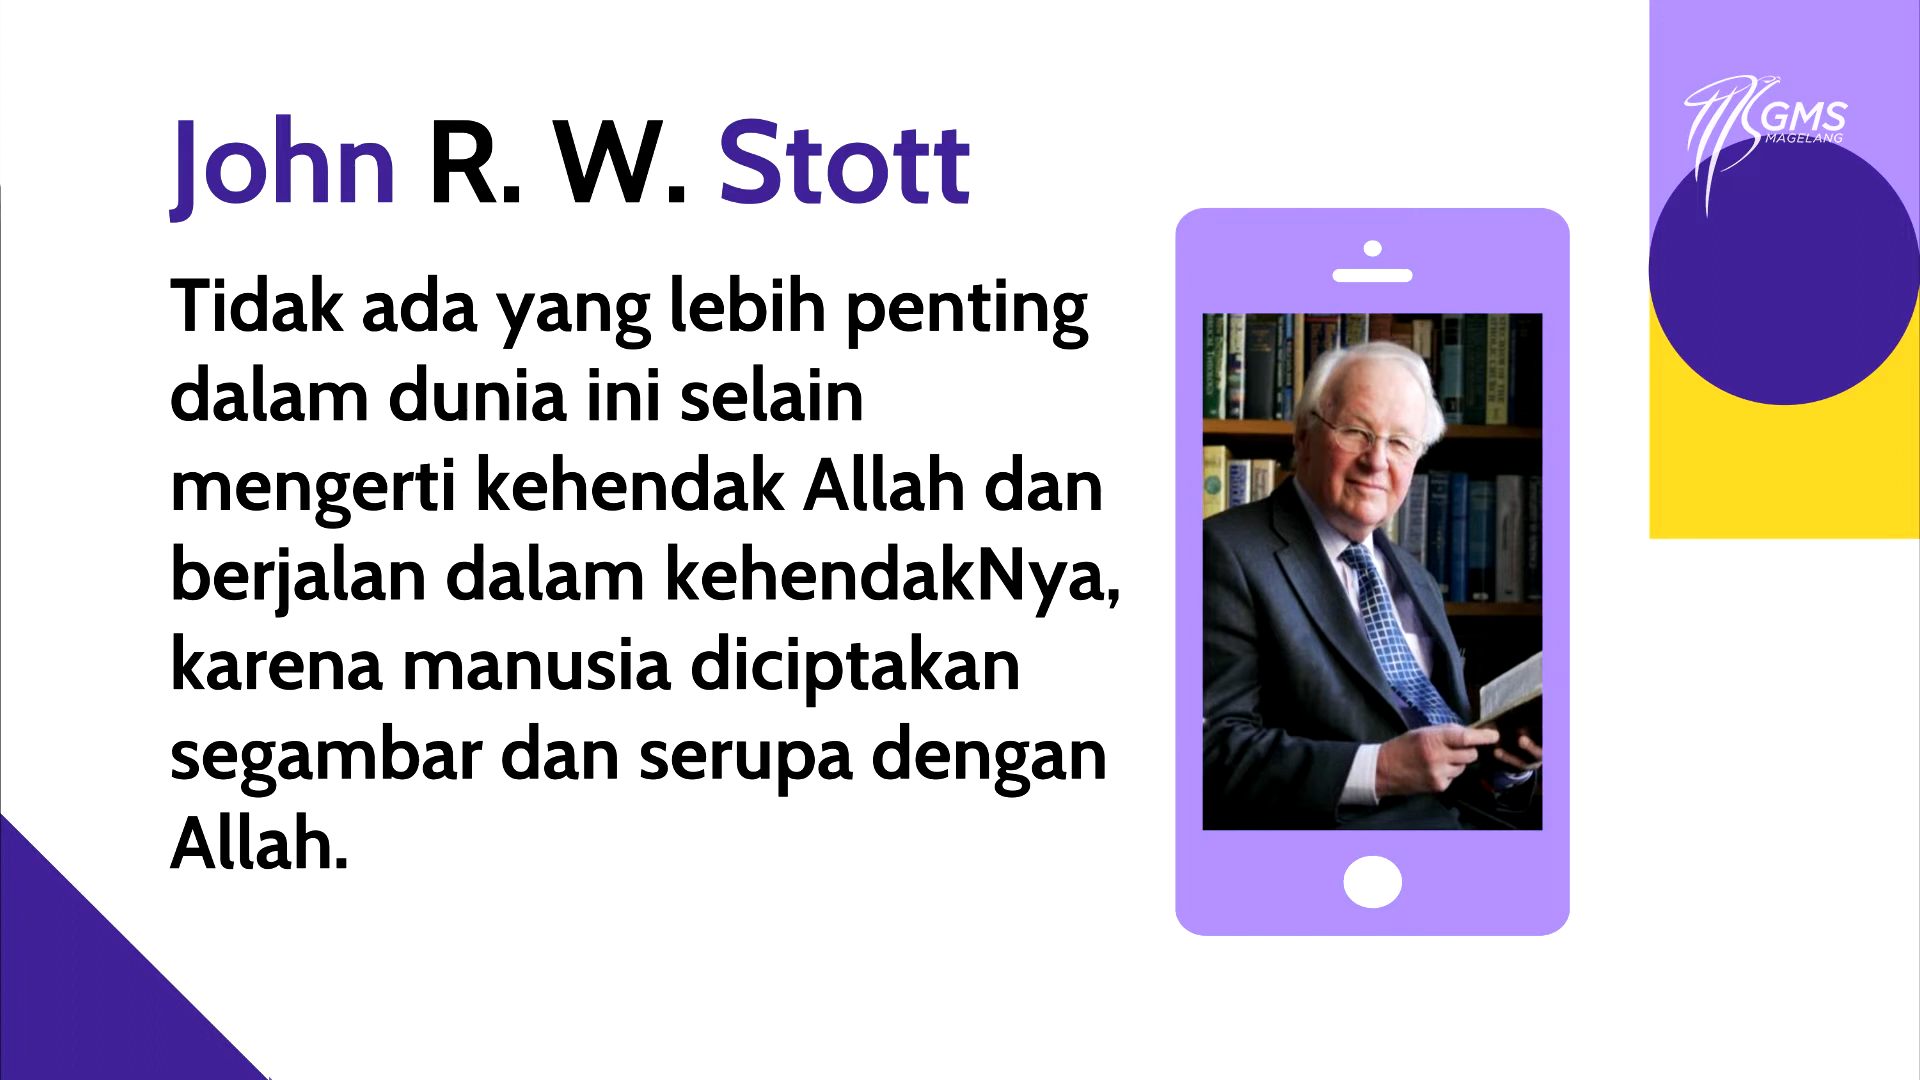 John R. W. Stott
Tidak ada yang lebih penting
dalam dunia ini selain
mengerti kehendak Allah dan
berjalan dalam kehendakNya,
karena manusia diciptakan
segambar dan serupa dengan
Allah.
GMS
MAGELANG